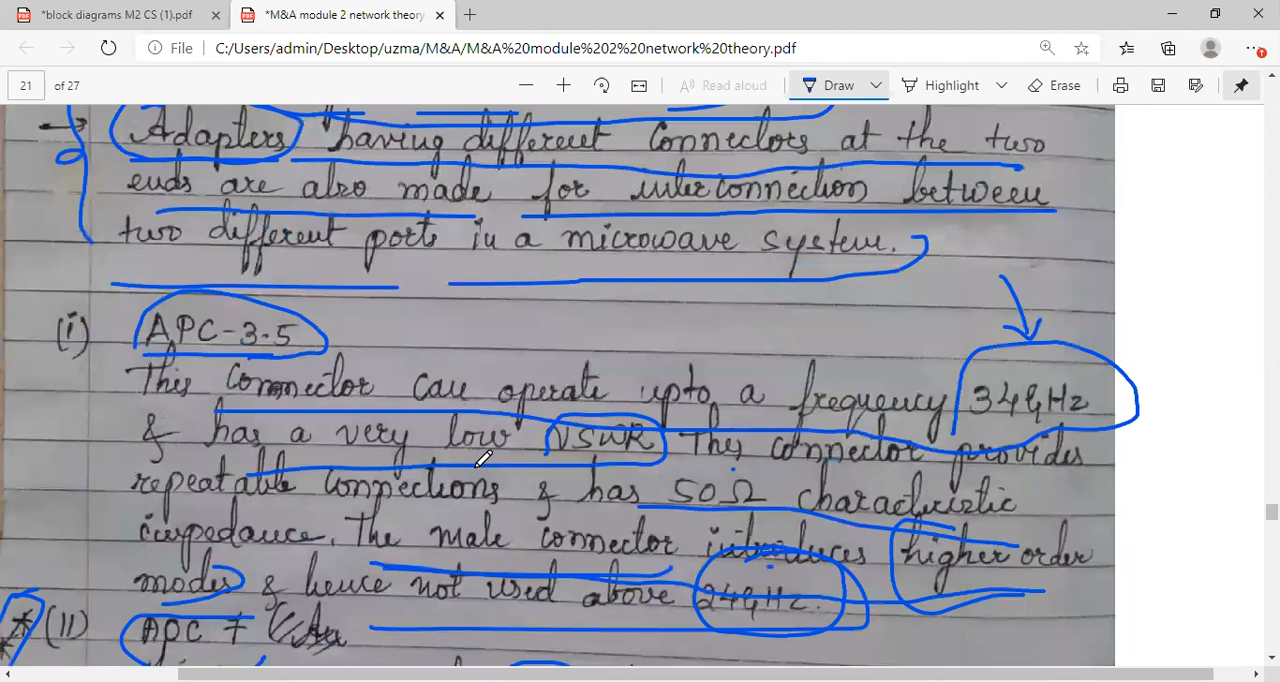 *block diagrams M2 CS (1).pdf
*M&A module 2 network theory.
File
C:/Users/admin/Desktop/uzma/M&A/M&A%20module%202%20network%20theory.pdf
21 of 27
Read aloud
Draw
Highlight
Erase
→ Adapters having different connectors at the two
ends are also made for interconnection between
two different ports in a microwave system.
(i) APC-3.5
This connector can operate upto a frequency 34GHz
& has a very low VSWR. This connector provides
repeatable connections & has 50Ω characteristic
impedance. The male connector introduces higher order
modes & hence not used above 24GHz.
(II) APC 7